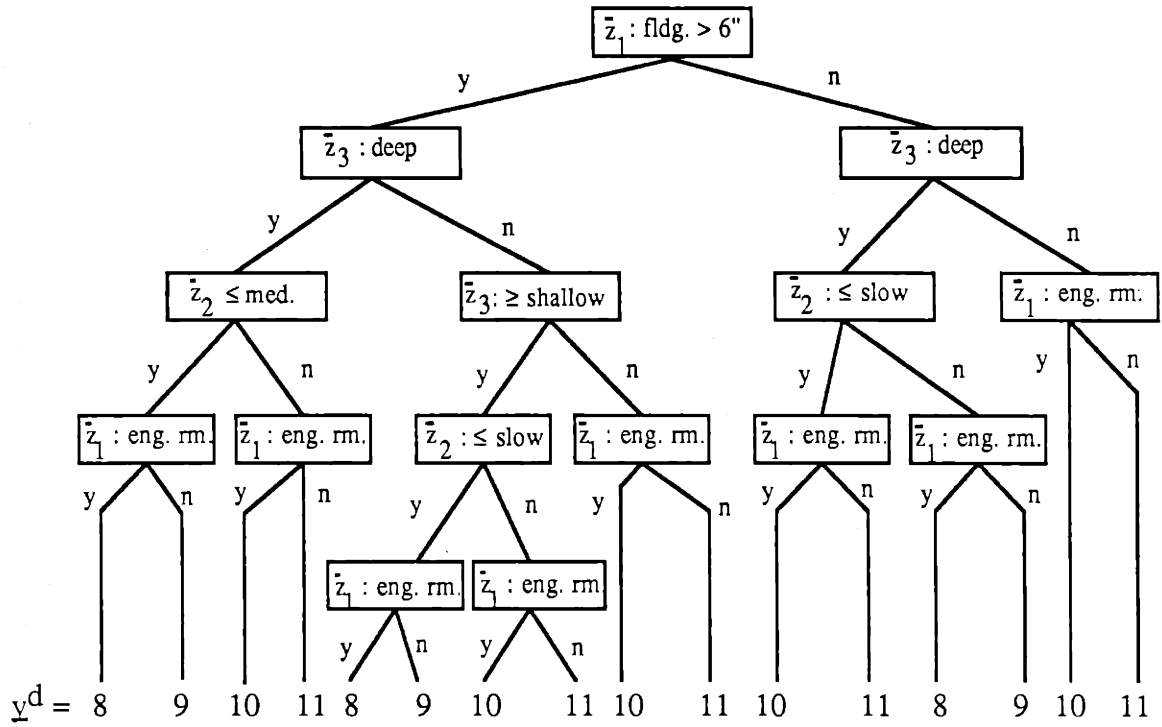 z̄₁ : fldg. > 6"
y n
z̄₃ : deep z̄₃ : deep
y n y n
z̄₂ ≤ med. z̄₃: ≥ shallow z̄₂ : ≤ slow z̄₁ : eng. rm.
y n y n y n y n
z̄₁ : eng. rm. z̄₁ : eng. rm. z̄₂ : ≤ slow z̄₁ : eng. rm. z̄₁ : eng. rm. z̄₁ : eng. rm.
y n y n y n y n y n y n
z̄₁ : eng. rm. z̄₁ : eng. rm.
y n y n
y̲ᵈ = 8 9 10 11 8 9 10 11 10 11 10 11 8 9 10 11